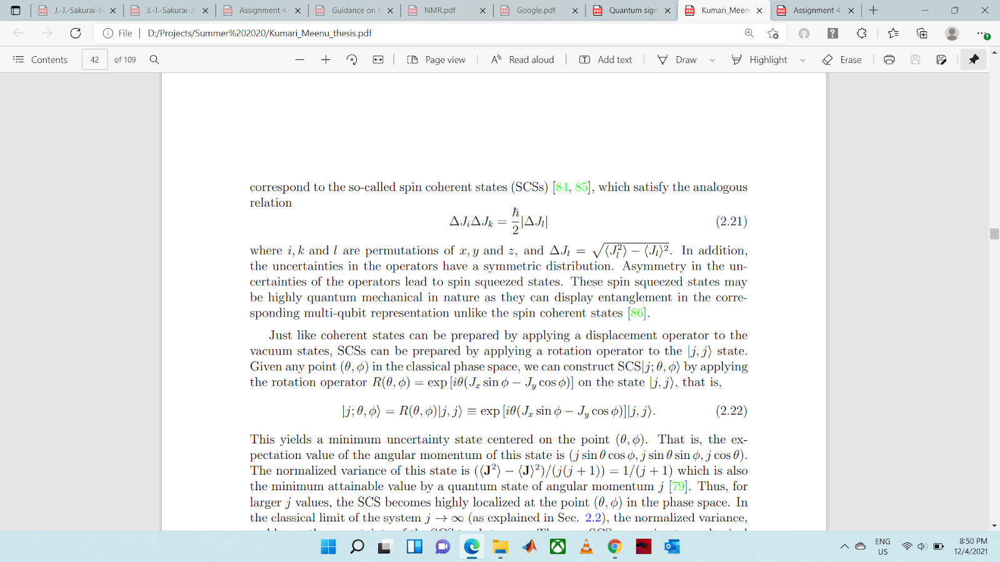 J.-J.-Sakurai-Ji
J.-J.-Sakurai-Ji
Assignment 4.
Guidance on t
NMR.pdf
Google.pdf
Quantum sign
Kumari_Meenu
Assignment 4.
File | D:/Projects/Summer%202020/Kumari_Meenu_thesis.pdf
Contents 42 of 109 Page view Read aloud Add text Draw Highlight Erase
correspond to the so-called spin coherent states (SCSs) [84, 85], which satisfy the analogous
relation
ΔJᵢΔJₖ = ℏ/2 |ΔJₗ| (2.21)
where i, k and l are permutations of x, y and z, and ΔJₗ = √(⟨Jₗ²⟩ − ⟨Jₗ⟩²). In addition,
the uncertainties in the operators have a symmetric distribution. Asymmetry in the un-
certainties of the operators lead to spin squeezed states. These spin squeezed states may
be highly quantum mechanical in nature as they can display entanglement in the corre-
sponding multi-qubit representation unlike the spin coherent states [86].
Just like coherent states can be prepared by applying a displacement operator to the
vacuum states, SCSs can be prepared by applying a rotation operator to the |j, j⟩ state.
Given any point (θ, ϕ) in the classical phase space, we can construct SCS|j; θ, ϕ⟩ by applying
the rotation operator R(θ, ϕ) = exp [iθ(Jₓ sin ϕ − J_y cos ϕ)] on the state |j, j⟩, that is,
|j; θ, ϕ⟩ = R(θ, ϕ)|j, j⟩ ≡ exp [iθ(Jₓ sin ϕ − J_y cos ϕ)]|j, j⟩. (2.22)
This yields a minimum uncertainty state centered on the point (θ, ϕ). That is, the ex-
pectation value of the angular momentum of this state is (j sin θ cos ϕ, j sin θ sin ϕ, j cos θ).
The normalized variance of this state is (⟨J²⟩ − ⟨J⟩²)/(j(j + 1)) = 1/(j + 1) which is also
the minimum attainable value by a quantum state of angular momentum j [79]. Thus, for
larger j values, the SCS becomes highly localized at the point (θ, ϕ) in the phase space. In
the classical limit of the system j → ∞ (as explained in Sec. 2.2), the normalized variance,
ENG
US
8:50 PM
12/4/2021